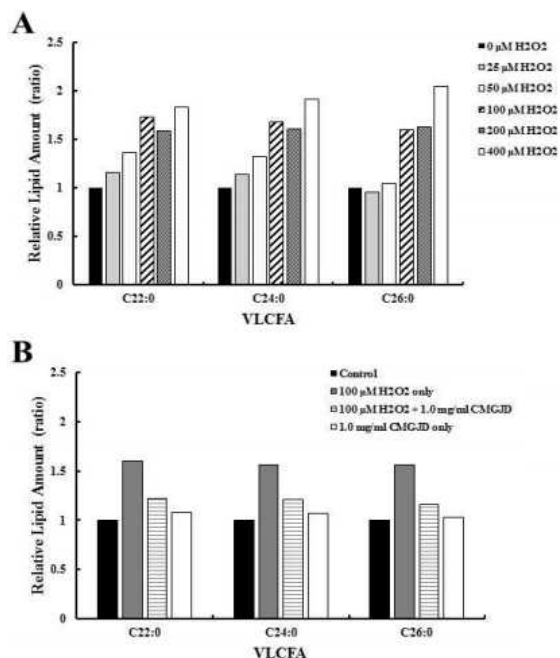 A
Relative Lipid Amount (ratio)
2.5
2
1.5
1
0.5
0
C22:0
C24:0
C26:0
VLCFA
0 µM H2O2
25 µM H2O2
50 µM H2O2
100 µM H2O2
200 µM H2O2
400 µM H2O2
B
Relative Lipid Amount (ratio)
2.5
2
1.5
1
0.5
0
C22:0
C24:0
C26:0
VLCFA
Control
100 µM H2O2 only
100 µM H2O2 + 1.0 mg/ml CMGJD
1.0 mg/ml CMGJD only